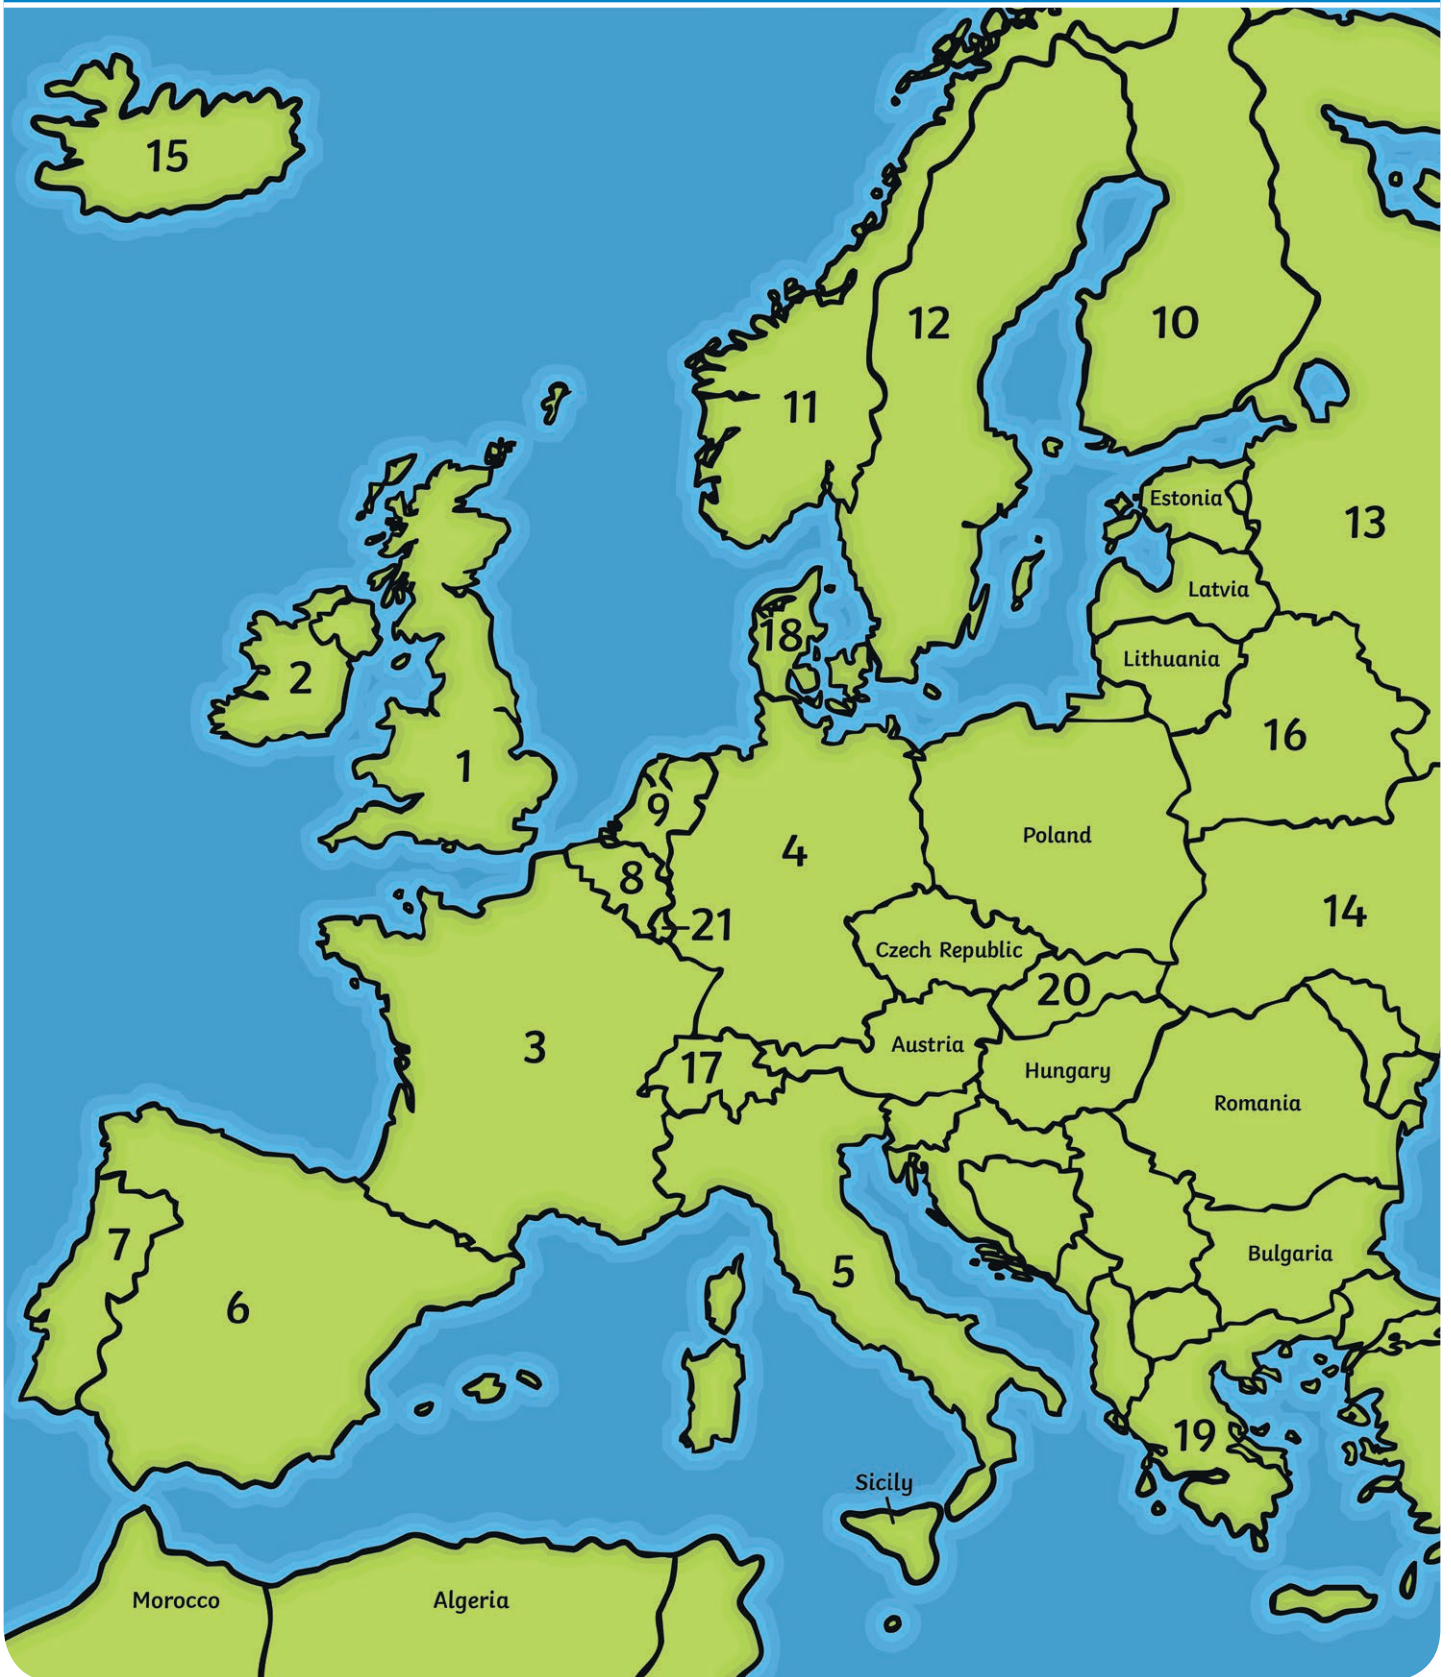 15
12
10
11
Estonia
13
Latvia
18
Lithuania
2
16
1
9
Poland
4
8
14
21
Czech Republic
20
Austria
3
17
Hungary
Romania
7
Bulgaria
5
6
19
Sicily
Morocco
Algeria